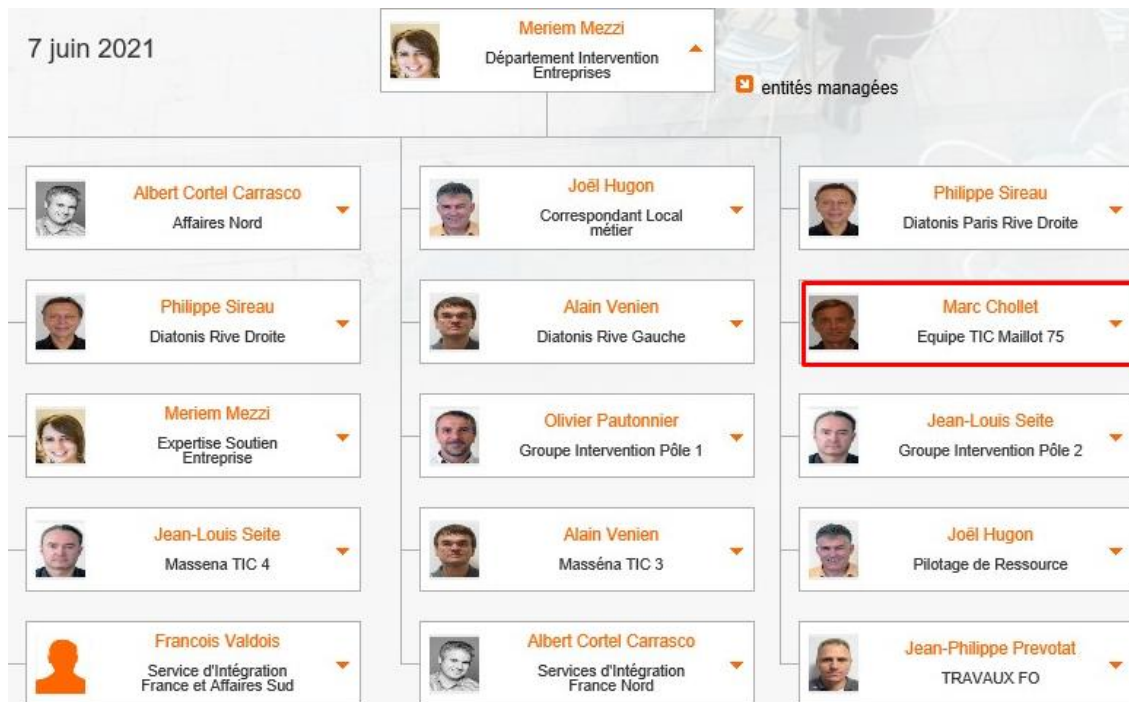 7 juin 2021
Meriem Mezzi
Département Intervention
Entreprises
entités managées
Albert Cortel Carrasco
Affaires Nord
Joël Hugon
Correspondant Local
métier
Philippe Sireau
Diatonis Paris Rive Droite
Philippe Sireau
Diatonis Rive Droite
Alain Venien
Diatonis Rive Gauche
Marc Chollet
Equipe TIC Maillot 75
Meriem Mezzi
Expertise Soutien
Entreprise
Olivier Pautonnier
Groupe Intervention Pôle 1
Jean-Louis Seite
Groupe Intervention Pôle 2
Jean-Louis Seite
Massena TIC 4
Alain Venien
Masséna TIC 3
Joël Hugon
Pilotage de Ressource
Francois Valdois
Service d'Intégration
France et Affaires Sud
Albert Cortel Carrasco
Services d'Intégration
France Nord
Jean-Philippe Prevotat
TRAVAUX FO